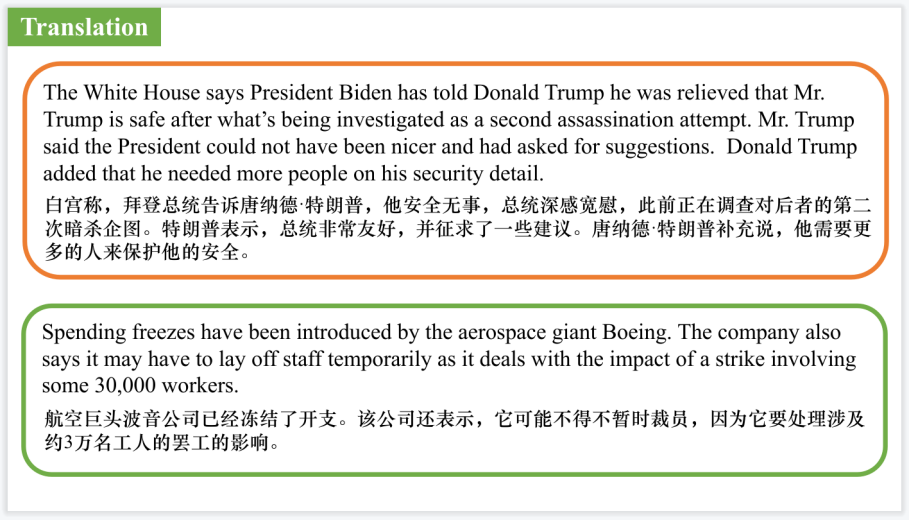 Translation
The White House says President Biden has told Donald Trump he was relieved that Mr.
Trump is safe after what’s being investigated as a second assassination attempt. Mr. Trump
said the President could not have been nicer and had asked for suggestions.  Donald Trump
added that he needed more people on his security detail.
白宫称，拜登总统告诉唐纳德·特朗普，他安全无事，总统深感宽慰，此前正在调查对后者的第二
次暗杀企图。特朗普表示，总统非常友好，并征求了一些建议。唐纳德·特朗普补充说，他需要更
多的人来保护他的安全。
Spending freezes have been introduced by the aerospace giant Boeing. The company also
says it may have to lay off staff temporarily as it deals with the impact of a strike involving
some 30,000 workers.
航空巨头波音公司已经冻结了开支。该公司还表示，它可能不得不暂时裁员，因为它要处理涉及
约3万名工人的罢工的影响。